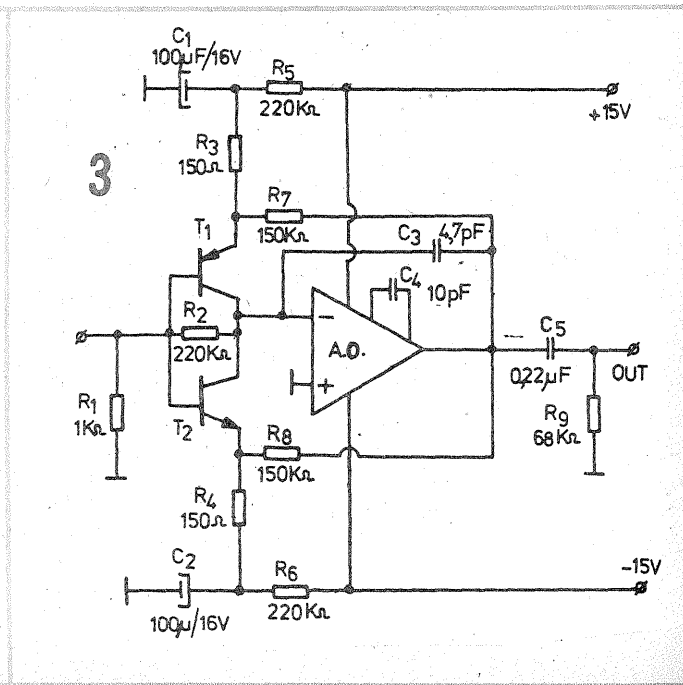 C1
100µF/16V
R5
220KΩ
+15V
3
R3
150Ω
R7
150KΩ
T1
C3
4,7pF
C4
10pF
R2
220KΩ
−
A.O.
+
C5
0,22µF
OUT
R1
1KΩ
T2
R8
150KΩ
R9
68KΩ
R4
150Ω
C2
100µ/16V
R6
220KΩ
-15V